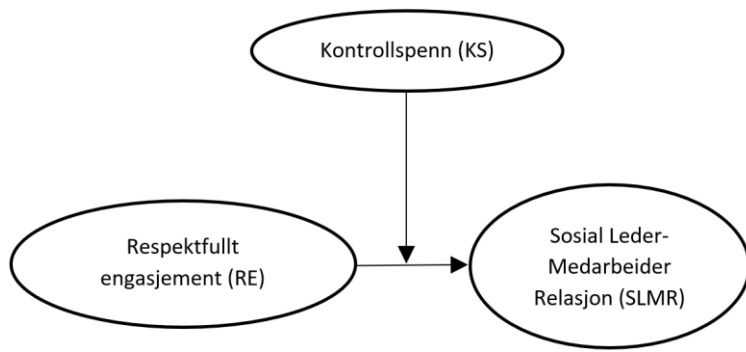 Kontrollspenn (KS)
Respektfullt
engasjement (RE)
Sosial Leder-
Medarbeider
Relasjon (SLMR)